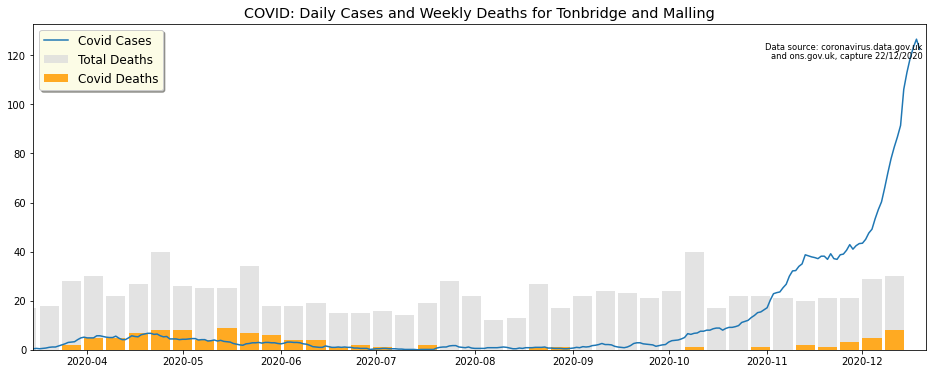 COVID: Daily Cases and Weekly Deaths for Tonbridge and Malling
Covid Cases
Total Deaths
Covid Deaths
Data source: coronavirus.data.gov.uk
and ons.gov.uk, capture 22/12/2020
120
100
80
60
40
20
0
2020-04 2020-05 2020-06 2020-07 2020-08 2020-09 2020-10 2020-11 2020-12